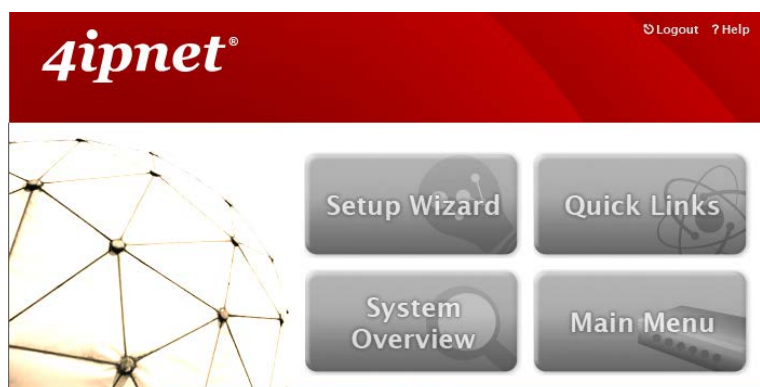 4ipnet®
Logout ? Help
Setup Wizard
Quick Links
System
Overview
Main Menu